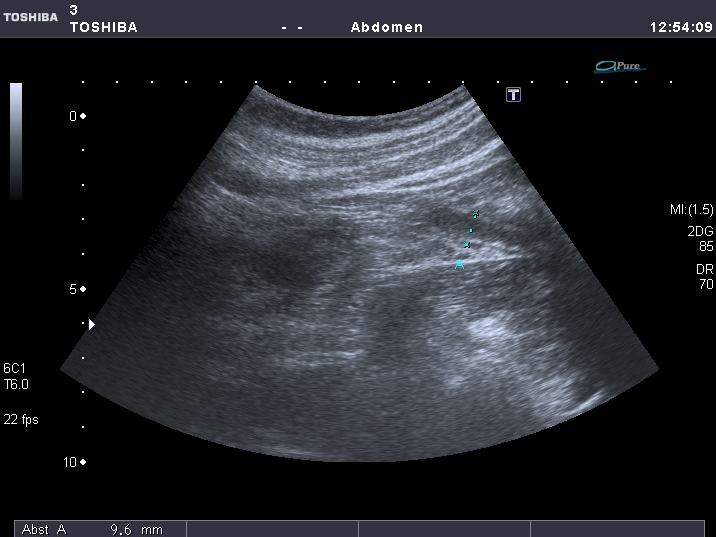 TOSHIBA
3
TOSHIBA - - Abdomen 12:54:09
aPure
T
0
MI:(1.5)
2DG
85
DR
70
5
A
6C1
T6.0
22 fps
10
Abst A 9.6 mm